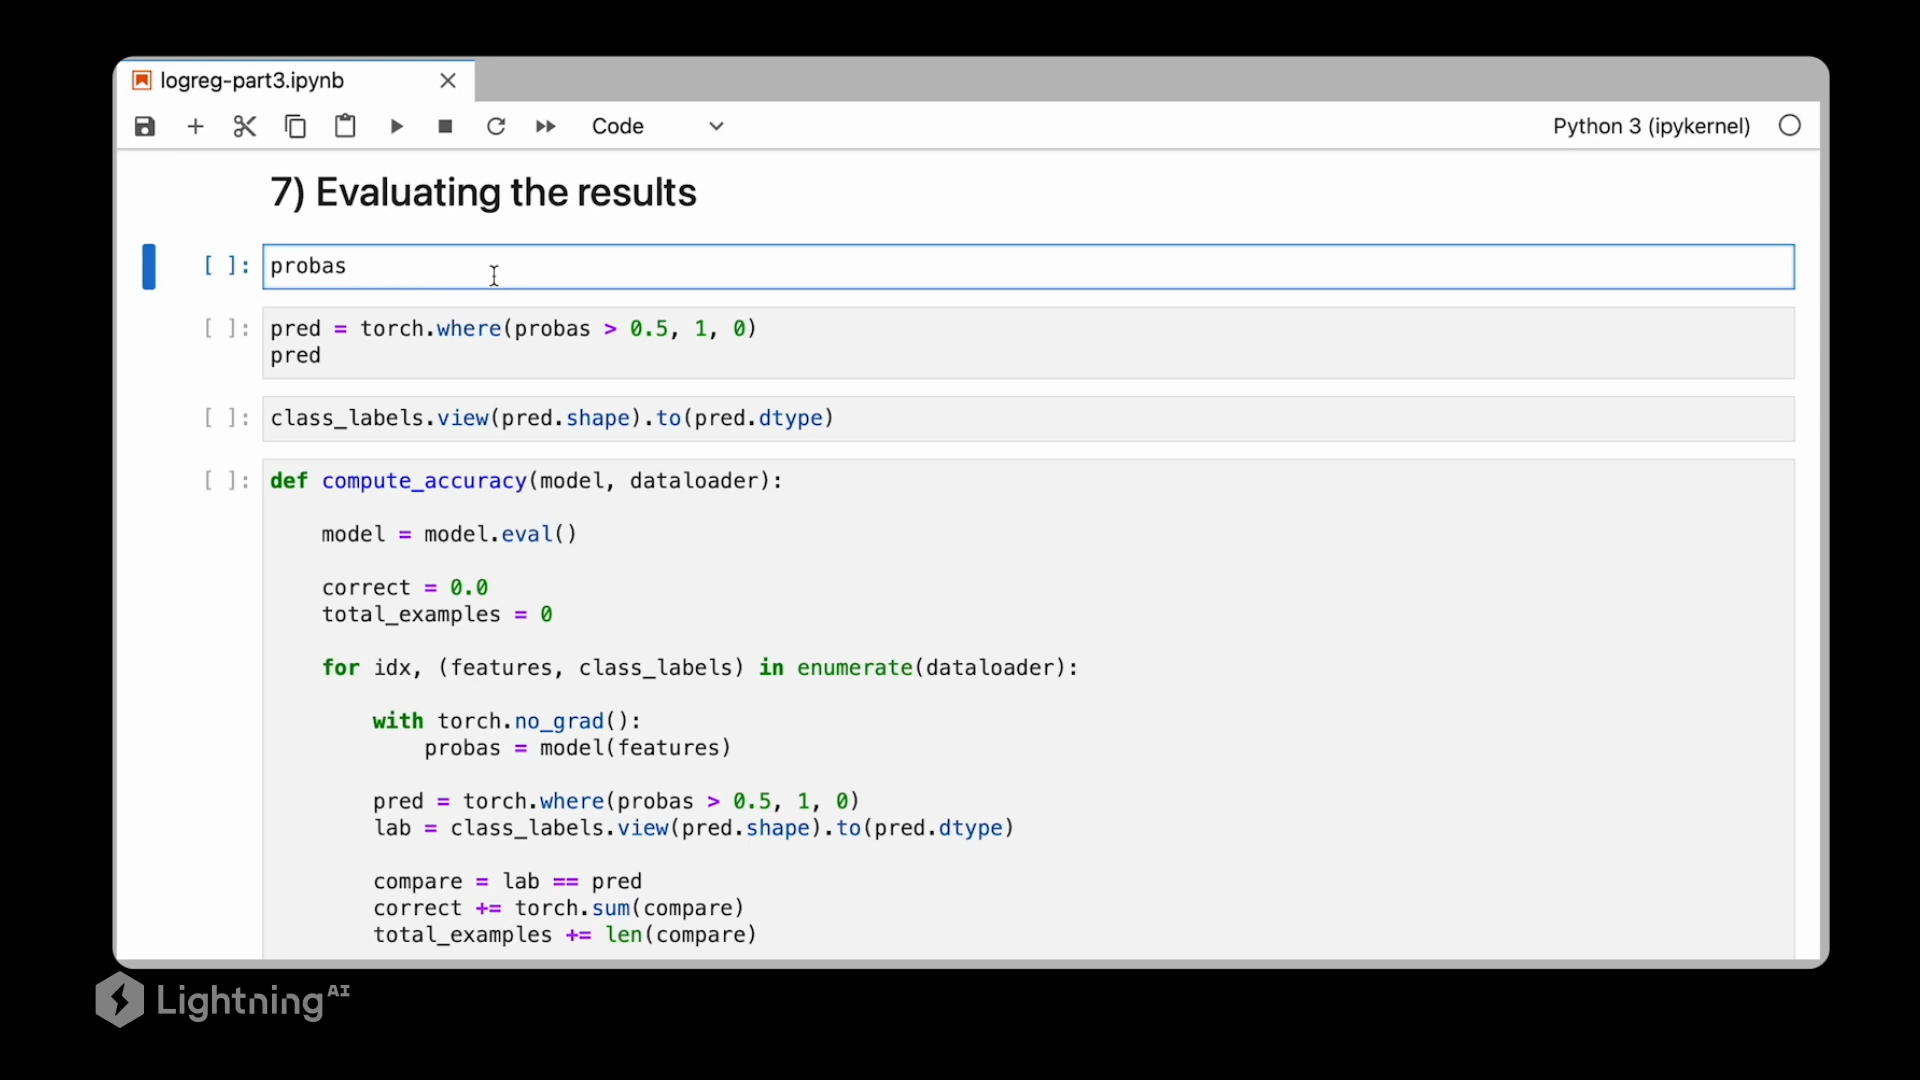 logreg-part3.ipynb
Code
Python 3 (ipykernel)
7) Evaluating the results
[ ]: probas
[ ]: pred = torch.where(probas > 0.5, 1, 0)
pred
[ ]: class_labels.view(pred.shape).to(pred.dtype)
[ ]: def compute_accuracy(model, dataloader):
    model = model.eval()
    correct = 0.0
    total_examples = 0
    for idx, (features, class_labels) in enumerate(dataloader):
        with torch.no_grad():
            probas = model(features)
        pred = torch.where(probas > 0.5, 1, 0)
        lab = class_labels.view(pred.shape).to(pred.dtype)
        compare = lab == pred
        correct += torch.sum(compare)
        total_examples += len(compare)
Lightning AI